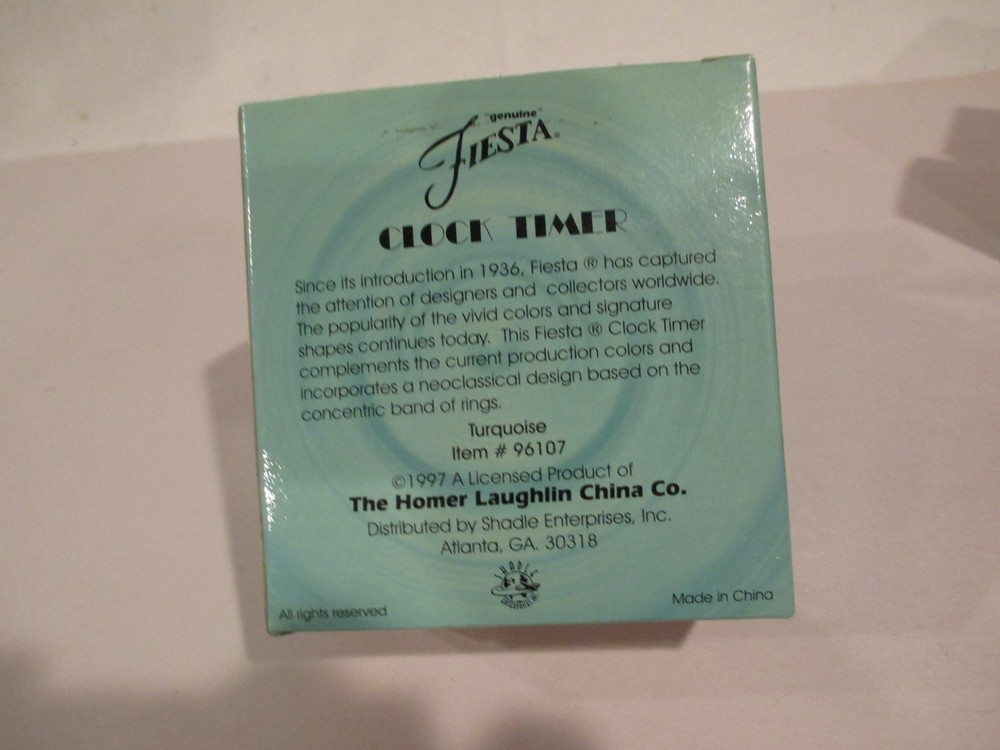 "genuine"
FIESTA®
CLOCK TIMER
Since its introduction in 1936, Fiesta ® has captured
the attention of designers and collectors worldwide.
The popularity of the vivid colors and signature
shapes continues today. This Fiesta ® Clock Timer
complements the current production colors and
incorporates a neoclassical design based on the
concentric band of rings.
Turquoise
Item # 96107
©1997 A Licensed Product of
The Homer Laughlin China Co.
Distributed by Shadle Enterprises, Inc.
Atlanta, GA. 30318
All rights reserved
Made in China